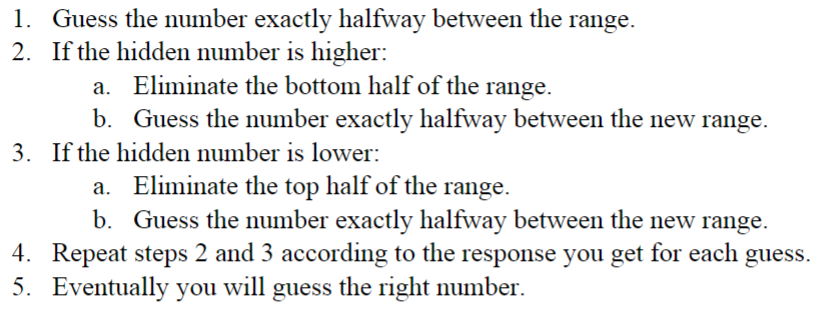 1. Guess the number exactly halfway between the range.
2. If the hidden number is higher:
a. Eliminate the bottom half of the range.
b. Guess the number exactly halfway between the new range.
3. If the hidden number is lower:
a. Eliminate the top half of the range.
b. Guess the number exactly halfway between the new range.
4. Repeat steps 2 and 3 according to the response you get for each guess.
5. Eventually you will guess the right number.